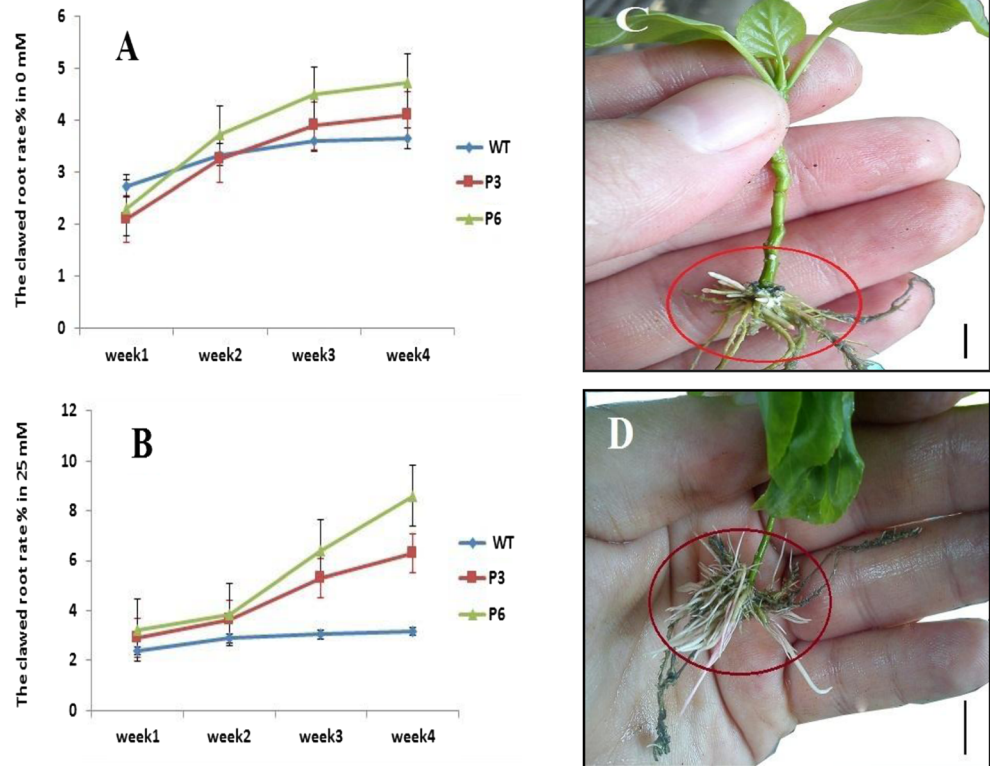 A
The clawed root rate % in 0 mM
6
5
4
3
2
1
0
week1 week2 week3 week4
WT
P3
P6
C
B
The clawed root rate % in 25 mM
12
10
8
6
4
2
0
week1 week2 week3 week4
WT
P3
P6
D